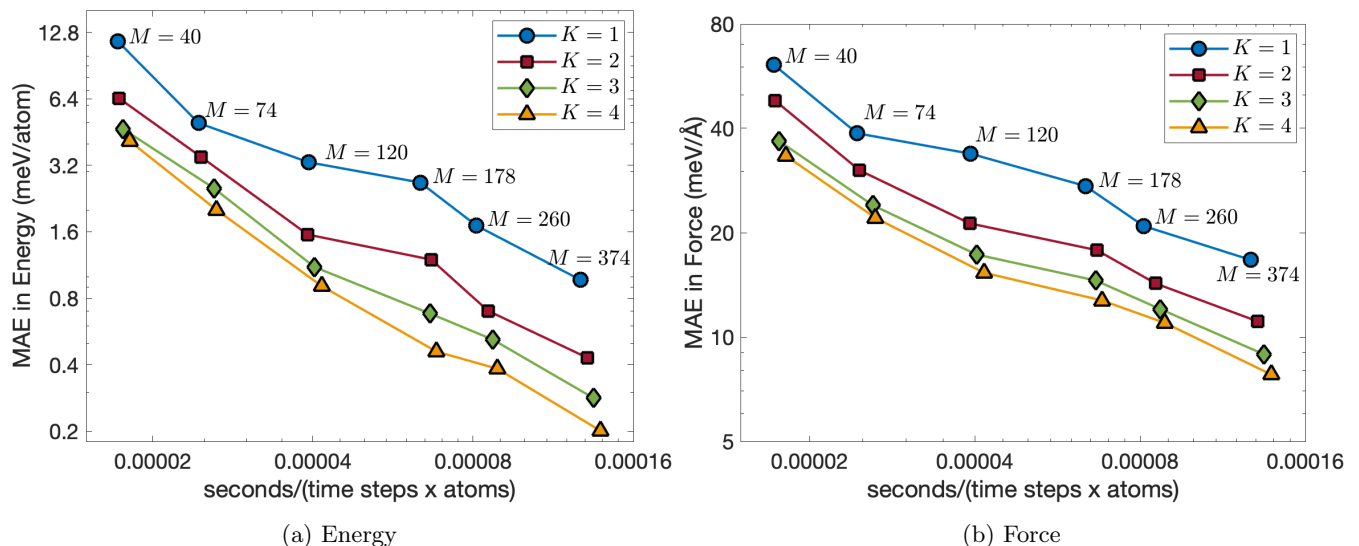 12.8
6.4
3.2
1.6
0.8
0.4
0.2
MAE in Energy (meV/atom)
M = 40
M = 74
M = 120
M = 178
M = 260
M = 374
K = 1
K = 2
K = 3
K = 4
0.00002
0.00004
0.00008
0.00016
seconds/(time steps x atoms)
(a) Energy
80
40
20
10
5
MAE in Force (meV/Å)
M = 40
M = 74
M = 120
M = 178
M = 260
M = 374
K = 1
K = 2
K = 3
K = 4
0.00002
0.00004
0.00008
0.00016
seconds/(time steps x atoms)
(b) Force